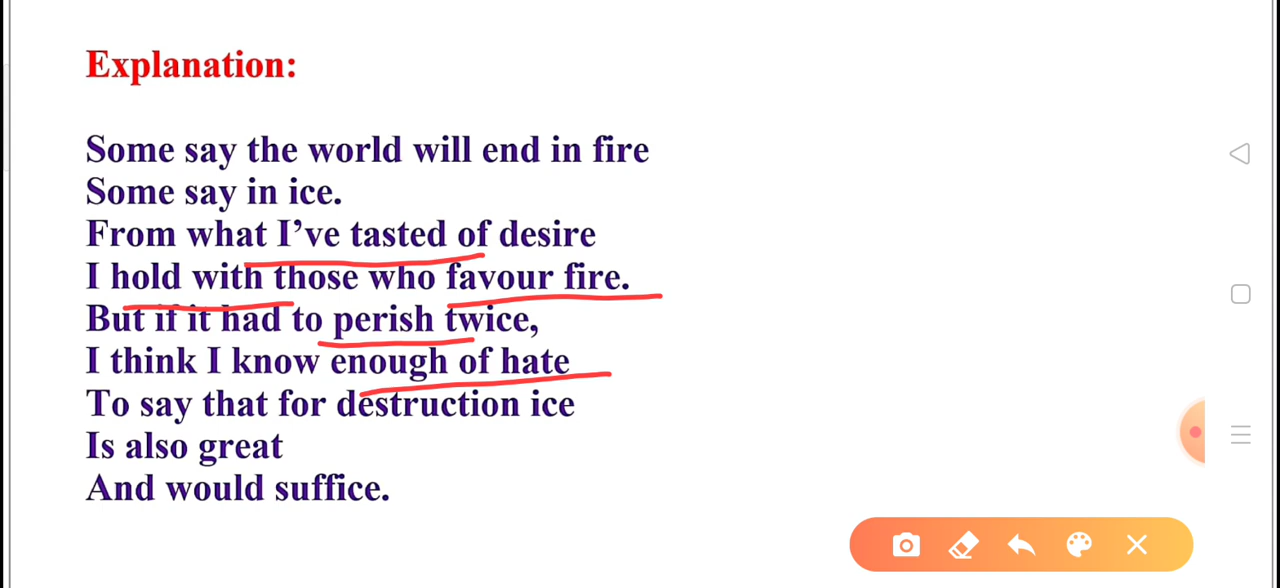 Explanation:
Some say the world will end in fire
Some say in ice.
From what I’ve tasted of desire
I hold with those who favour fire.
But if it had to perish twice,
I think I know enough of hate
To say that for destruction ice
Is also great
And would suffice.